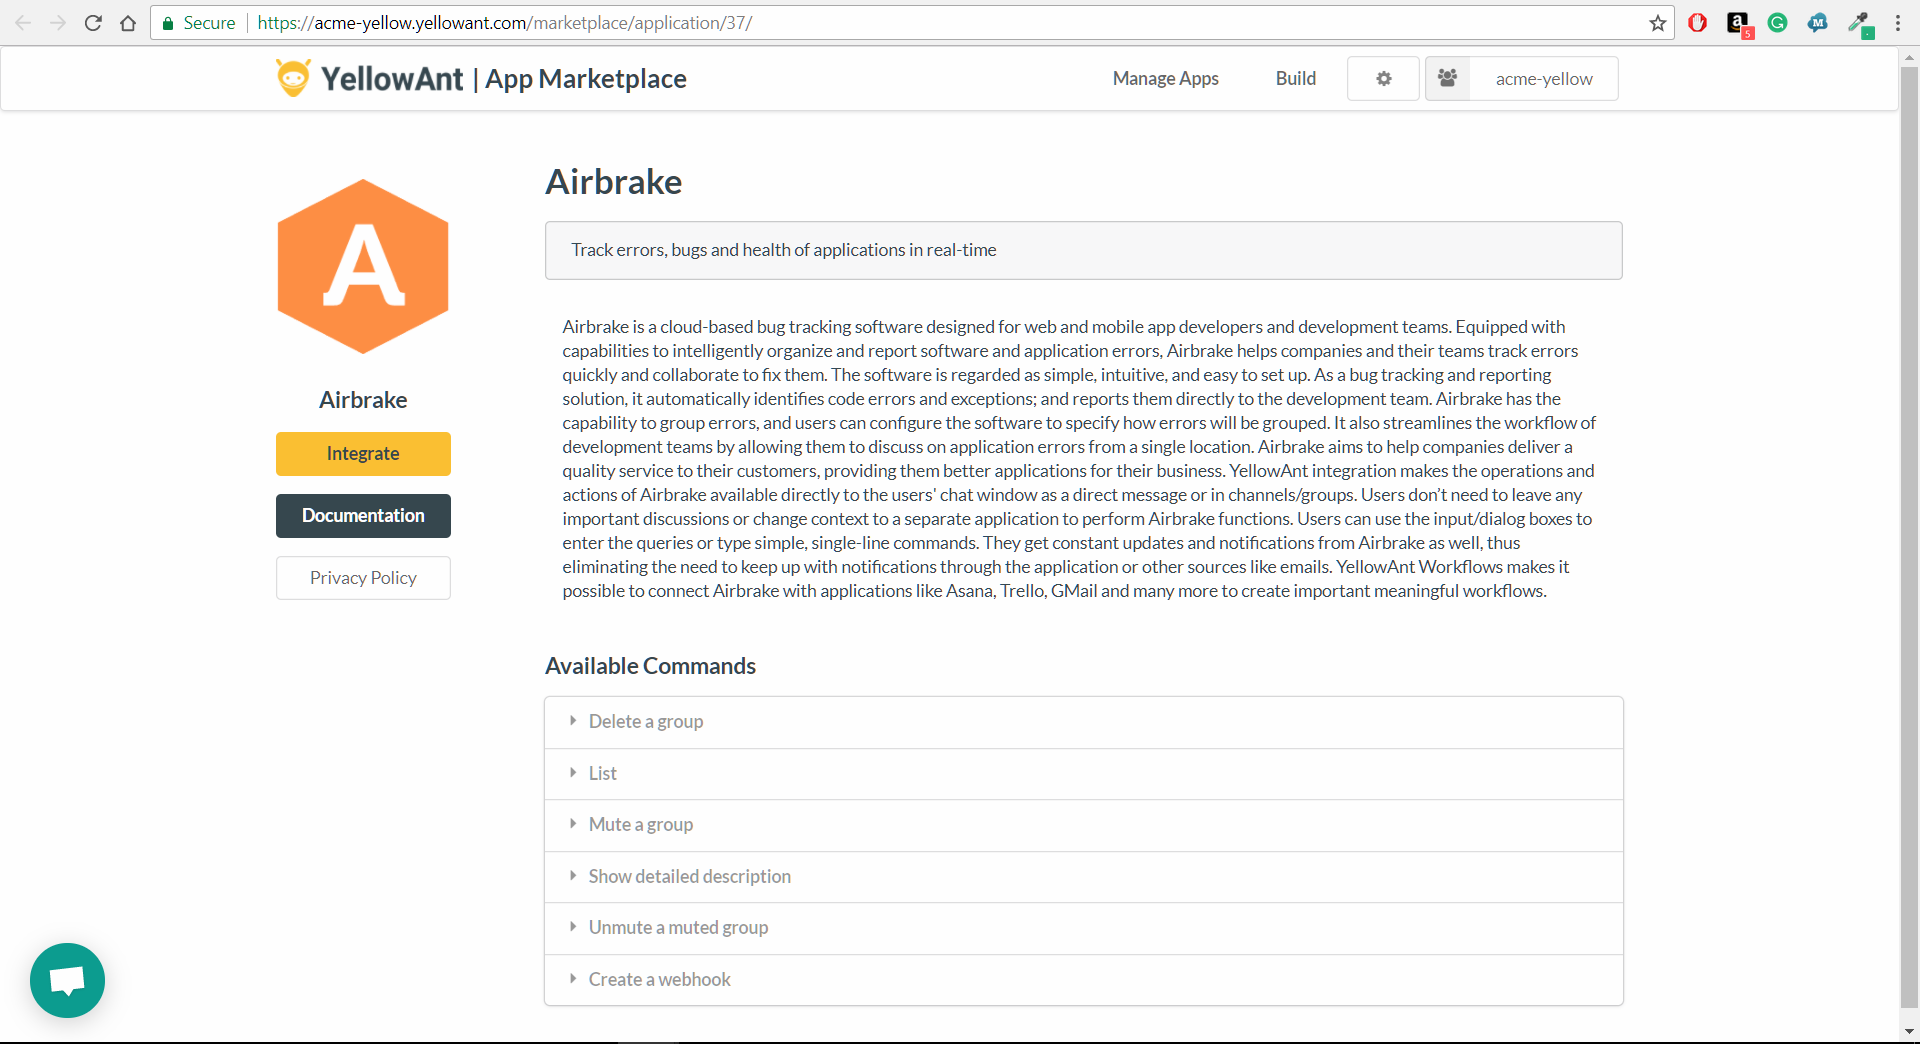 Secure https://acme-yellow.yellowant.com/marketplace/application/37/
a
5
G
M
YellowAnt | App Marketplace
Manage Apps
Build
acme-yellow
A
Airbrake
Integrate
Documentation
Privacy Policy
Airbrake
Track errors, bugs and health of applications in real-time
Airbrake is a cloud-based bug tracking software designed for web and mobile app developers and development teams. Equipped with
capabilities to intelligently organize and report software and application errors, Airbrake helps companies and their teams track errors
quickly and collaborate to fix them. The software is regarded as simple, intuitive, and easy to set up. As a bug tracking and reporting
solution, it automatically identifies code errors and exceptions; and reports them directly to the development team. Airbrake has the
capability to group errors, and users can configure the software to specify how errors will be grouped. It also streamlines the workflow of
development teams by allowing them to discuss on application errors from a single location. Airbrake aims to help companies deliver a
quality service to their customers, providing them better applications for their business. YellowAnt integration makes the operations and
actions of Airbrake available directly to the users' chat window as a direct message or in channels/groups. Users don’t need to leave any
important discussions or change context to a separate application to perform Airbrake functions. Users can use the input/dialog boxes to
enter the queries or type simple, single-line commands. They get constant updates and notifications from Airbrake as well, thus
eliminating the need to keep up with notifications through the application or other sources like emails. YellowAnt Workflows makes it
possible to connect Airbrake with applications like Asana, Trello, GMail and many more to create important meaningful workflows.
Available Commands
Delete a group
List
Mute a group
Show detailed description
Unmute a muted group
Create a webhook